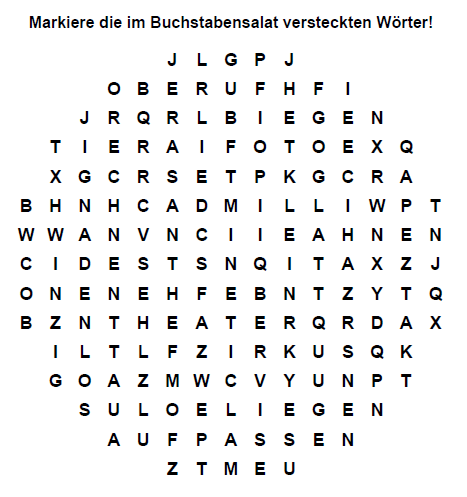 Markiere die im Buchstabensalat versteckten Wörter!
J L G P J
O B E R U F H F I
J R Q R L B I E G E N
T I E R A I F O T O E X Q
X G C R S E T P K G C R A
B H N H C A D M I L L I W P T
W W A N V N C I I E A H N E N
C I D E S T S N Q I T A X Z J
O N E N E H F E B N T Z Y T Q
B Z N T H E A T E R Q R D A X
I L T L F Z I R K U S Q K
G O A Z M W C V Y U N P T
S U L O E L I E G E N
A U F P A S S E N
Z T M E U